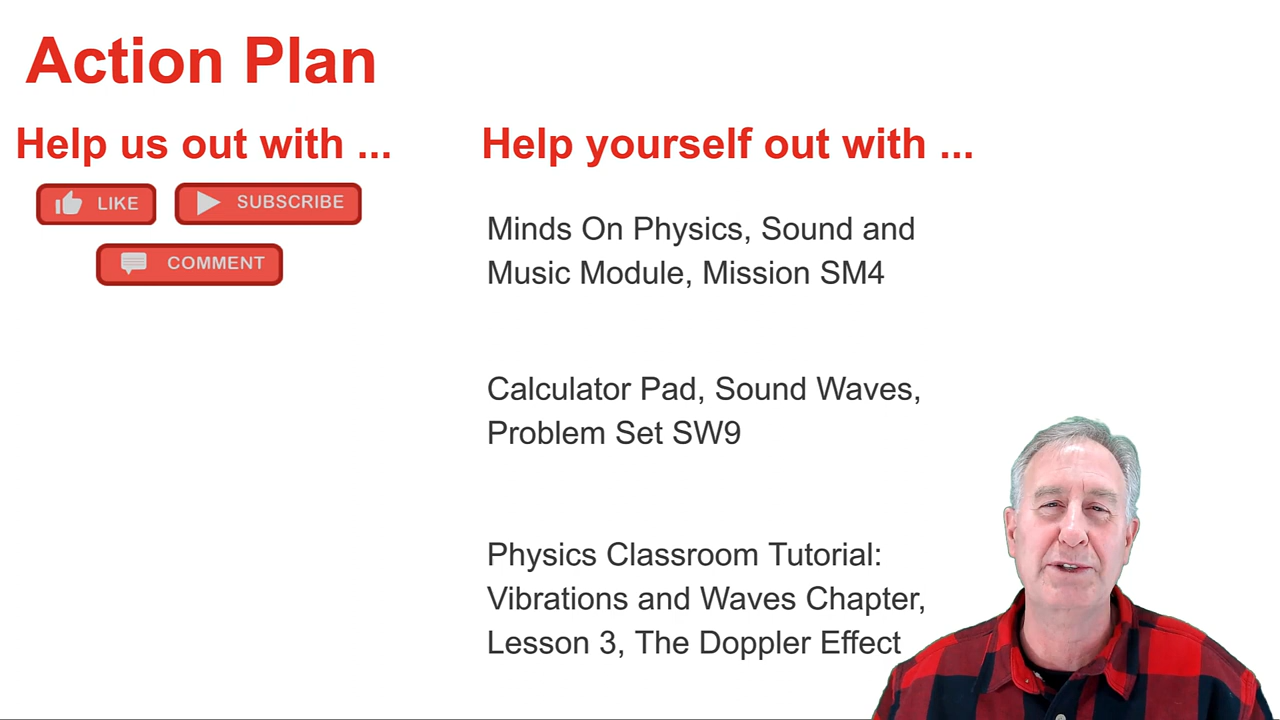 Action Plan
Help us out with ...
LIKE
SUBSCRIBE
COMMENT
Help yourself out with ...
Minds On Physics, Sound and
Music Module, Mission SM4
Calculator Pad, Sound Waves,
Problem Set SW9
Physics Classroom Tutorial:
Vibrations and Waves Chapter,
Lesson 3, The Doppler Effect